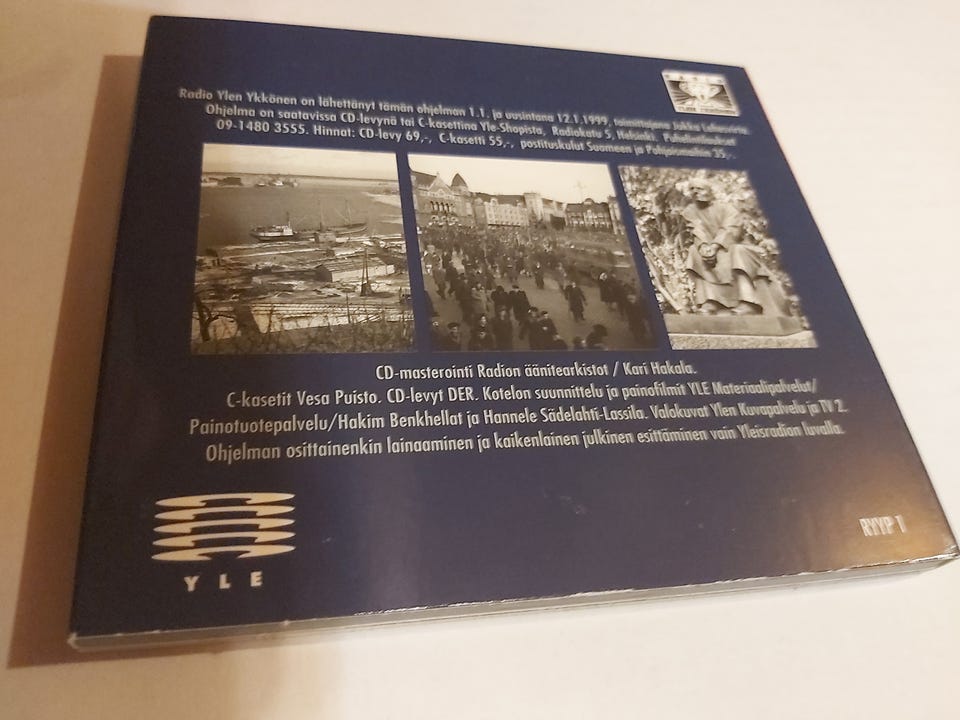 Radio Ylen Ykkönen on lähettänyt tämän ohjelman 1.1. ja uusintana 12.1.1999, toimittajana Jukka Lehesvirta.
Ohjelma on saatavissa CD-levynä tai C-kasettina Yle-Shopista, Radiokatu 5, Helsinki. Puhelintilaukset
09-1480 3555. Hinnat: CD-levy 69,-, C-kasetti 55,-, postituskulut Suomeen ja Pohjoismaihin 35,-.
CD-masterointi Radion äänitearkistot / Kari Hakala.
C-kasetit Vesa Puisto. CD-levyt DER. Kotelon suunnittelu ja painofilmit YLE Materiaalipalvelut/
Painotuotepalvelu/Hakim Benkhellat ja Hannele Sädelahti-Lassila. Valokuvat Ylen Kuvapalvelu ja TV 2.
Ohjelman osittainenkin lainaaminen ja kaikenlainen julkinen esittäminen vain Yleisradion luvalla.
RYYP 1
YLE